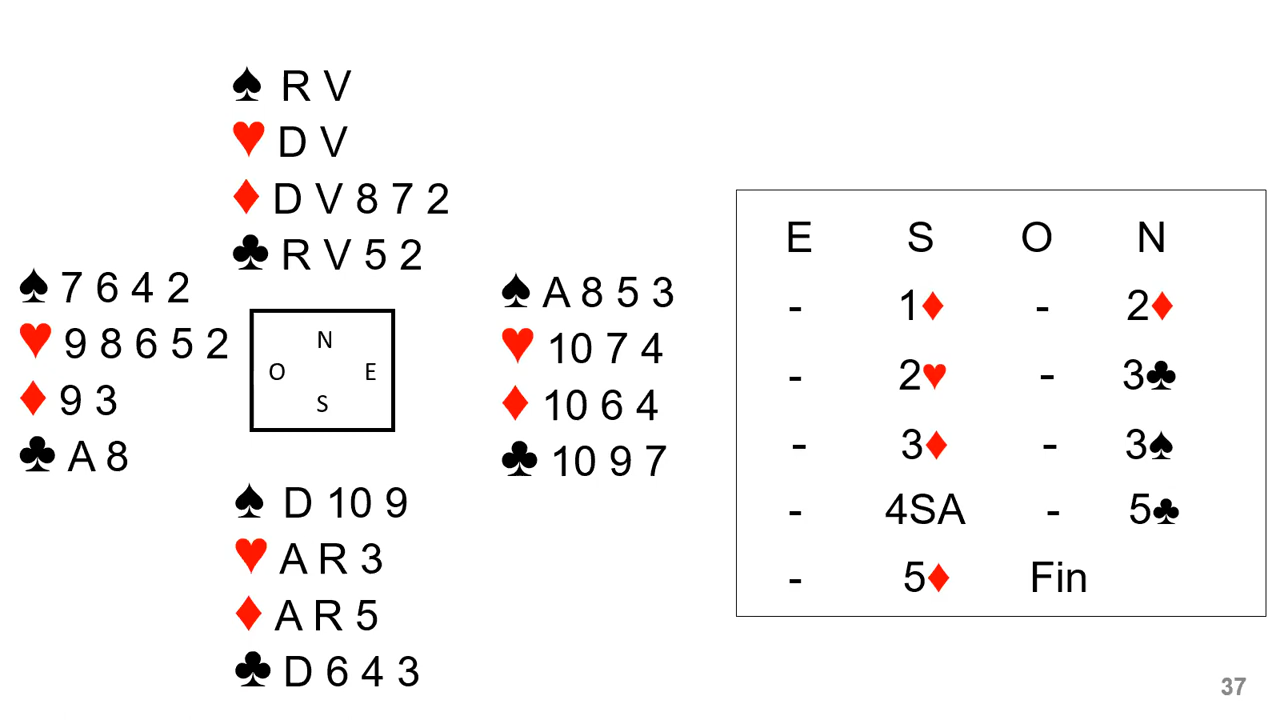 ♠ R V
♥ D V
♦ D V 8 7 2
♣ R V 5 2
♠ 7 6 4 2
♥ 9 8 6 5 2
♦ 9 3
♣ A 8
N
O E
S
♠ A 8 5 3
♥ 10 7 4
♦ 10 6 4
♣ 10 9 7
♠ D 10 9
♥ A R 3
♦ A R 5
♣ D 6 4 3
E S O N
- 1♦ - 2♦
- 2♥ - 3♣
- 3♦ - 3♠
- 4SA - 5♣
- 5♦ Fin
37